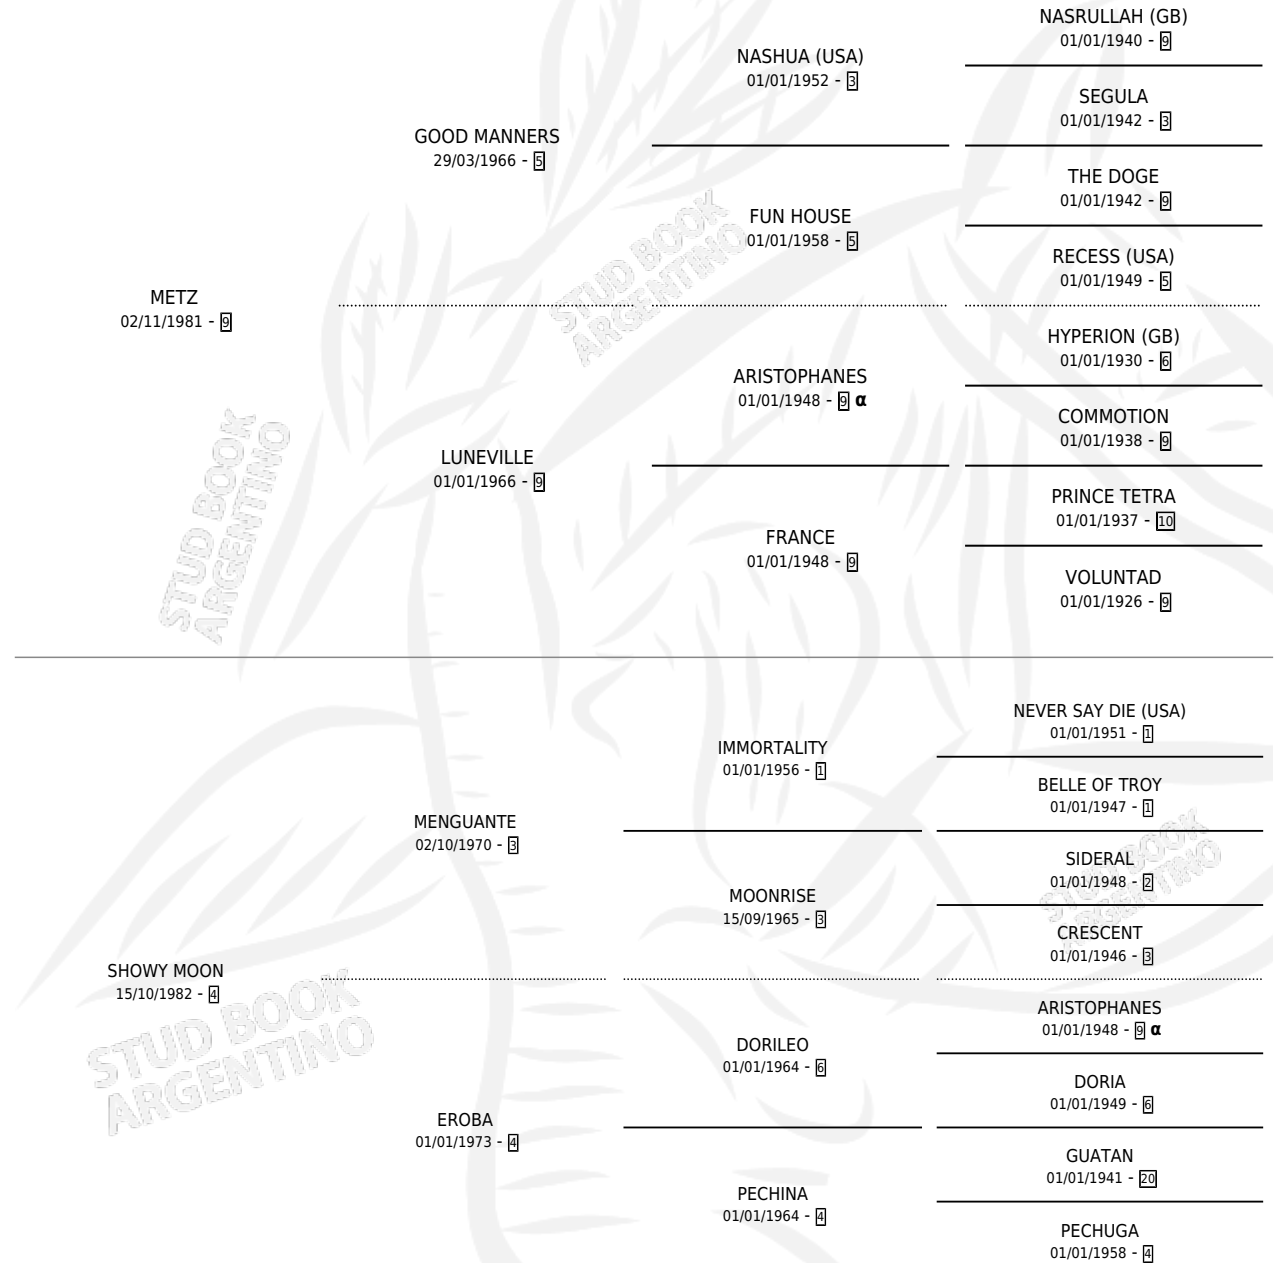 NASRULLAH (GB)
01/01/1940 - 9
NASHUA (USA)
01/01/1952 - 3
SEGULA
01/01/1942 - 3
GOOD MANNERS
29/03/1966 - 5
THE DOGE
01/01/1942 - 9
FUN HOUSE
01/01/1958 - 5
RECESS (USA)
01/01/1949 - 5
METZ
02/11/1981 - 9
HYPERION (GB)
01/01/1930 - 6
ARISTOPHANES
01/01/1948 - 9 α
COMMOTION
01/01/1938 - 9
LUNEVILLE
01/01/1966 - 9
PRINCE TETRA
01/01/1937 - 10
FRANCE
01/01/1948 - 9
VOLUNTAD
01/01/1926 - 9
NEVER SAY DIE (USA)
01/01/1951 - 1
IMMORTALITY
01/01/1956 - 1
BELLE OF TROY
01/01/1947 - 1
MENGUANTE
02/10/1970 - 3
SIDERAL
01/01/1948 - 2
MOONRISE
15/09/1965 - 3
CRESCENT
01/01/1946 - 3
SHOWY MOON
15/10/1982 - 4
ARISTOPHANES
01/01/1948 - 9 α
DORILEO
01/01/1964 - 6
DORIA
01/01/1949 - 6
EROBA
01/01/1973 - 4
GUATAN
01/01/1941 - 20
PECHINA
01/01/1964 - 4
PECHUGA
01/01/1958 - 4
STUD BOOK
ARGENTINO
STUD BOOK
ARGENTINO
STUD BOOK
ARGENTINO
STUD BOOK
ARGENTINO